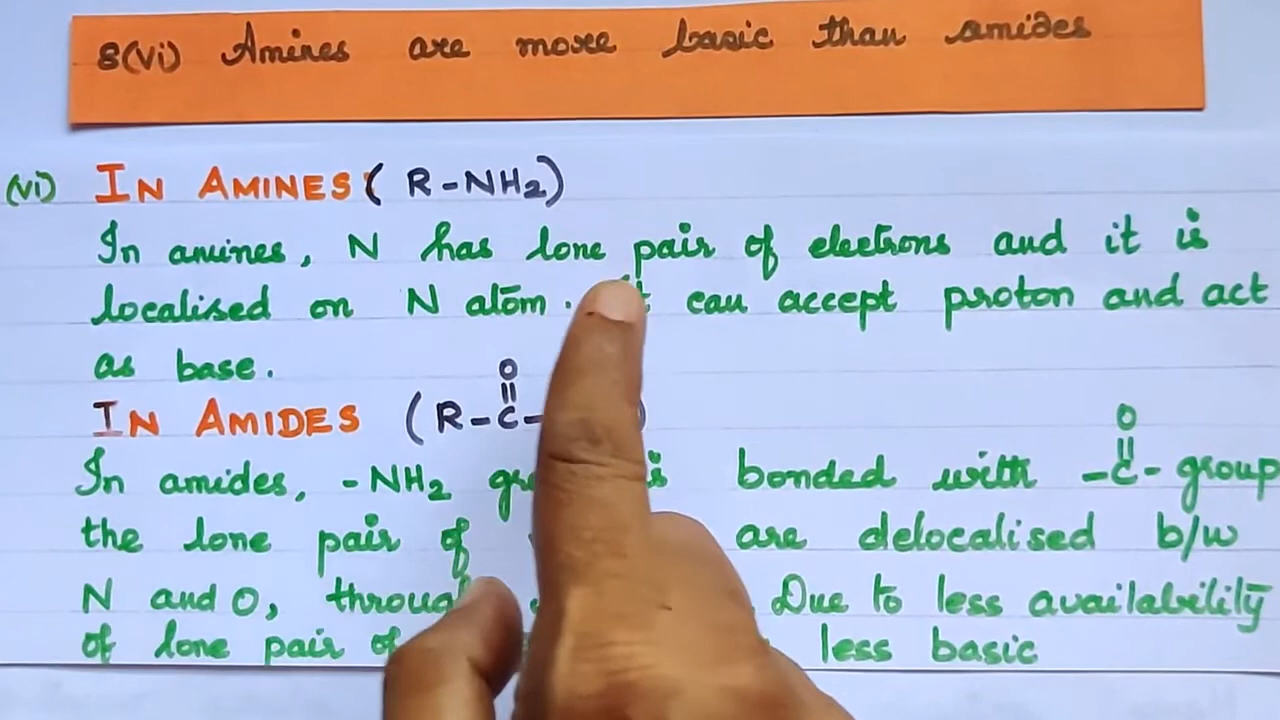 8(vi) Amines are more basic than amides
(vi) IN AMINES ( R-NH2)
In amines, N has lone pair of electrons and it is
localised on N atom. can accept proton and act
as base.
O
IN AMIDES (R-C- )
O
In amides, -NH2 is bonded with -C- group
the lone pair of are delocalised b/w
N and O, Due to less availability
of lone pair of less basic